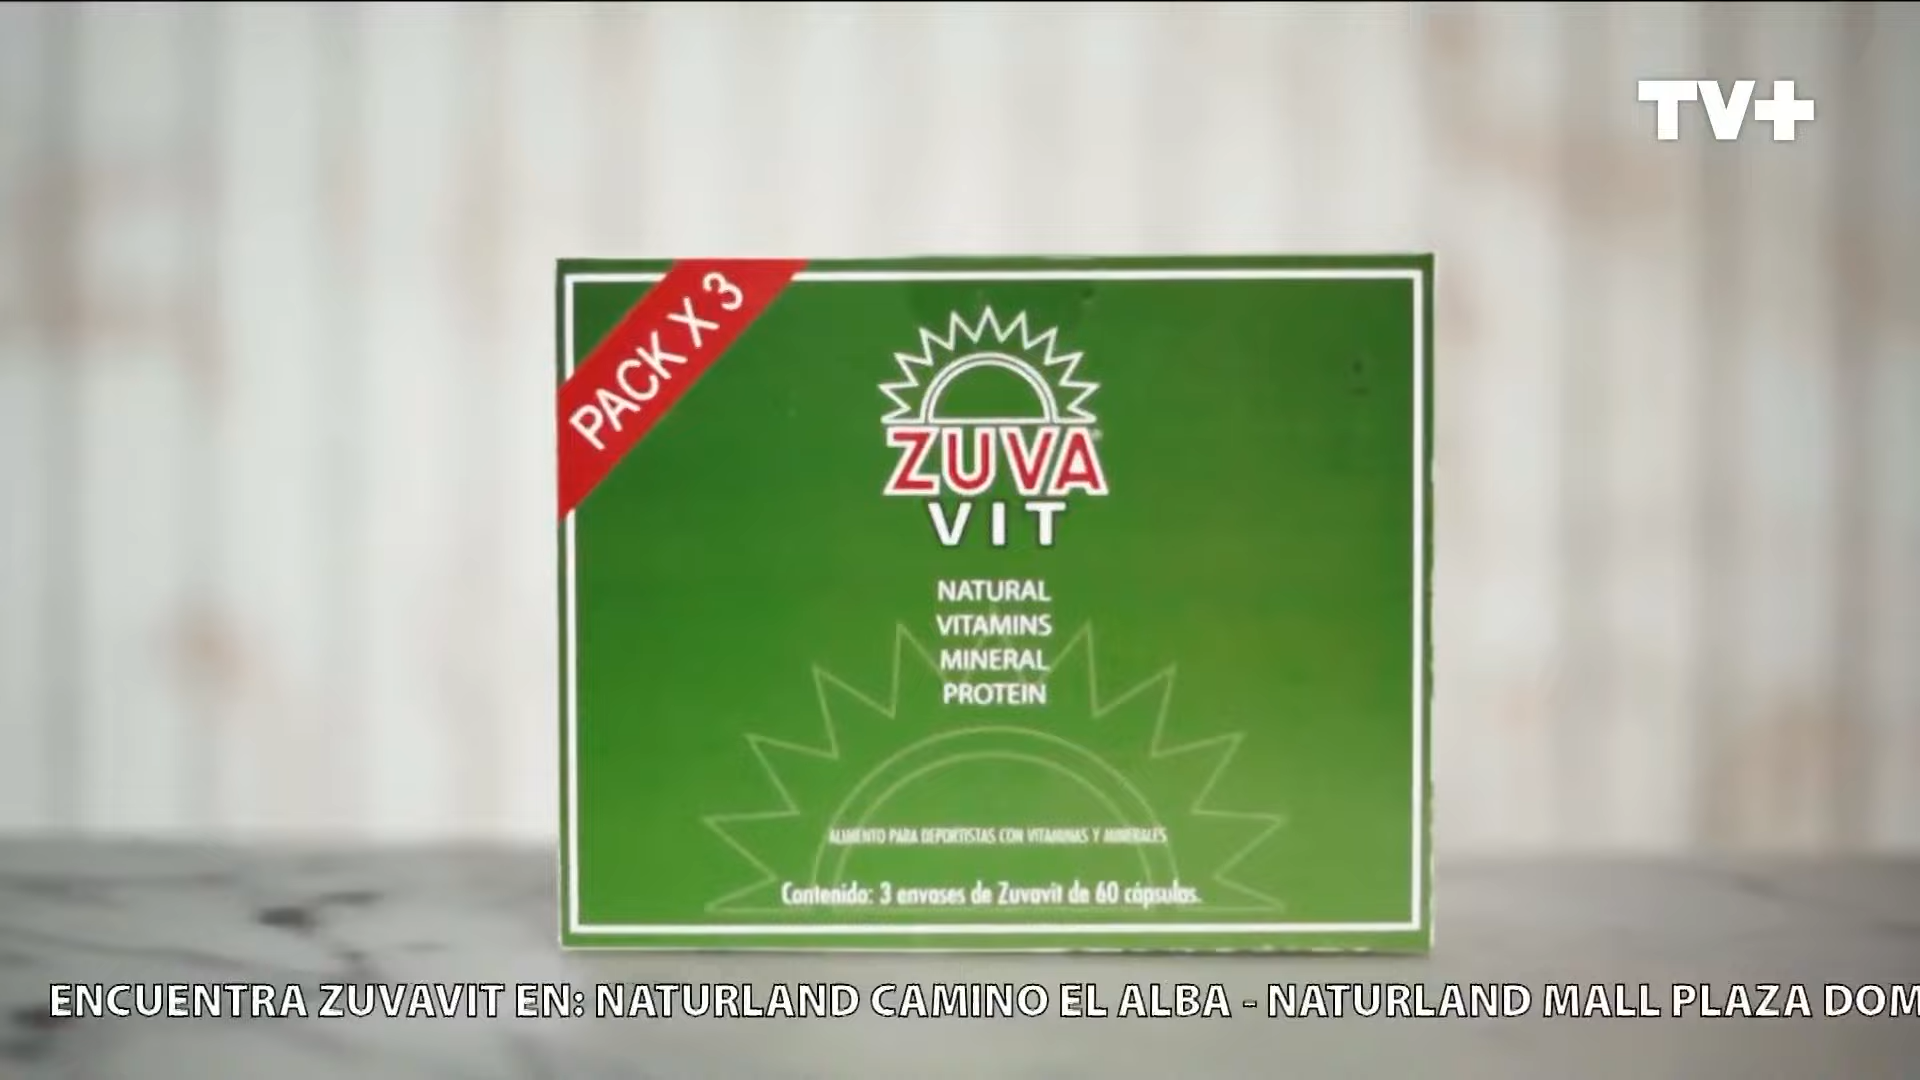 TV+
PACK X 3
ZUVA
VIT
NATURAL
VITAMINS
MINERAL
PROTEIN
ALIMENTO PARA DEPORTISTAS CON VITAMINAS Y MINERALES
Contenido: 3 envases de Zuvavit de 60 cápsulas.
ENCUENTRA ZUVAVIT EN: NATURLAND CAMINO EL ALBA - NATURLAND MALL PLAZA DOM